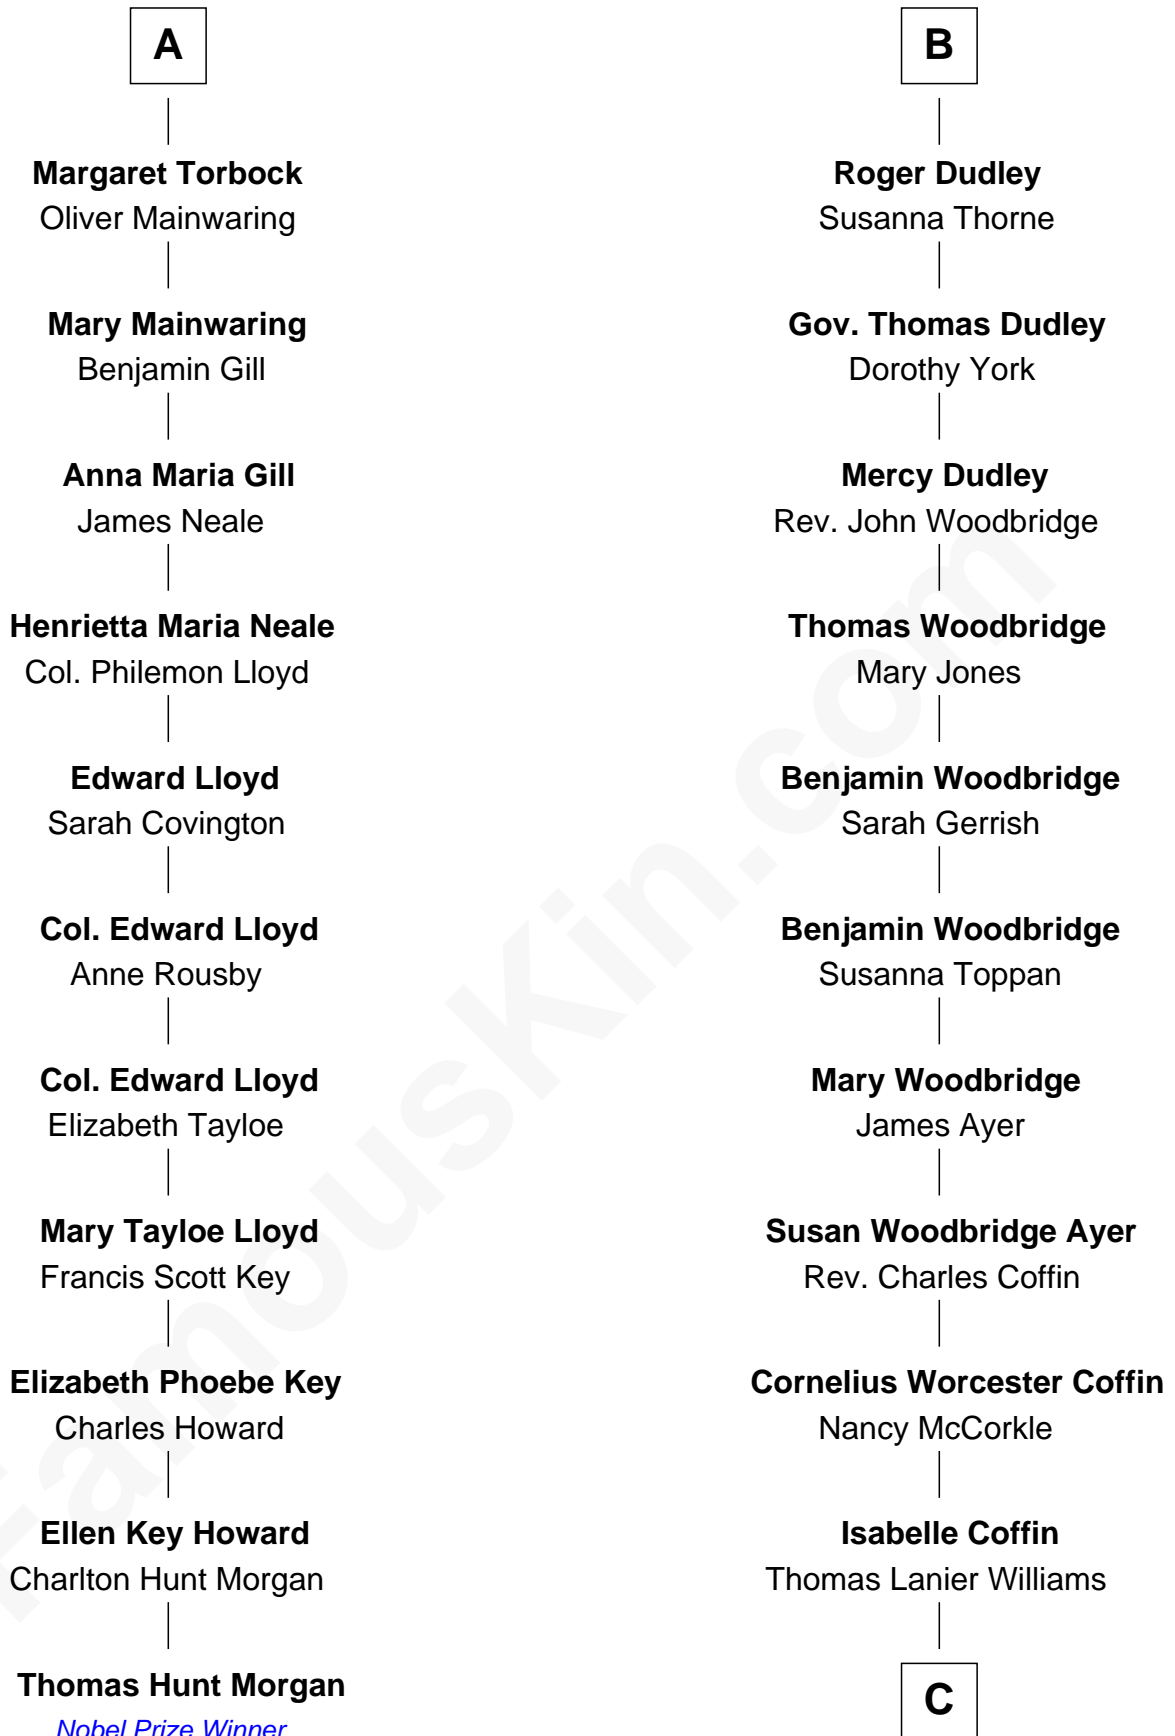 A
Margaret Torbock
Oliver Mainwaring
Mary Mainwaring
Benjamin Gill
Anna Maria Gill
James Neale
Henrietta Maria Neale
Col. Philemon Lloyd
Edward Lloyd
Sarah Covington
Col. Edward Lloyd
Anne Rousby
Col. Edward Lloyd
Elizabeth Tayloe
Mary Tayloe Lloyd
Francis Scott Key
Elizabeth Phoebe Key
Charles Howard
Ellen Key Howard
Charlton Hunt Morgan
Thomas Hunt Morgan
Nobel Prize Winner
B
Roger Dudley
Susanna Thorne
Gov. Thomas Dudley
Dorothy York
Mercy Dudley
Rev. John Woodbridge
Thomas Woodbridge
Mary Jones
Benjamin Woodbridge
Sarah Gerrish
Benjamin Woodbridge
Susanna Toppan
Mary Woodbridge
James Ayer
Susan Woodbridge Ayer
Rev. Charles Coffin
Cornelius Worcester Coffin
Nancy McCorkle
Isabelle Coffin
Thomas Lanier Williams
C
FamousKin.com